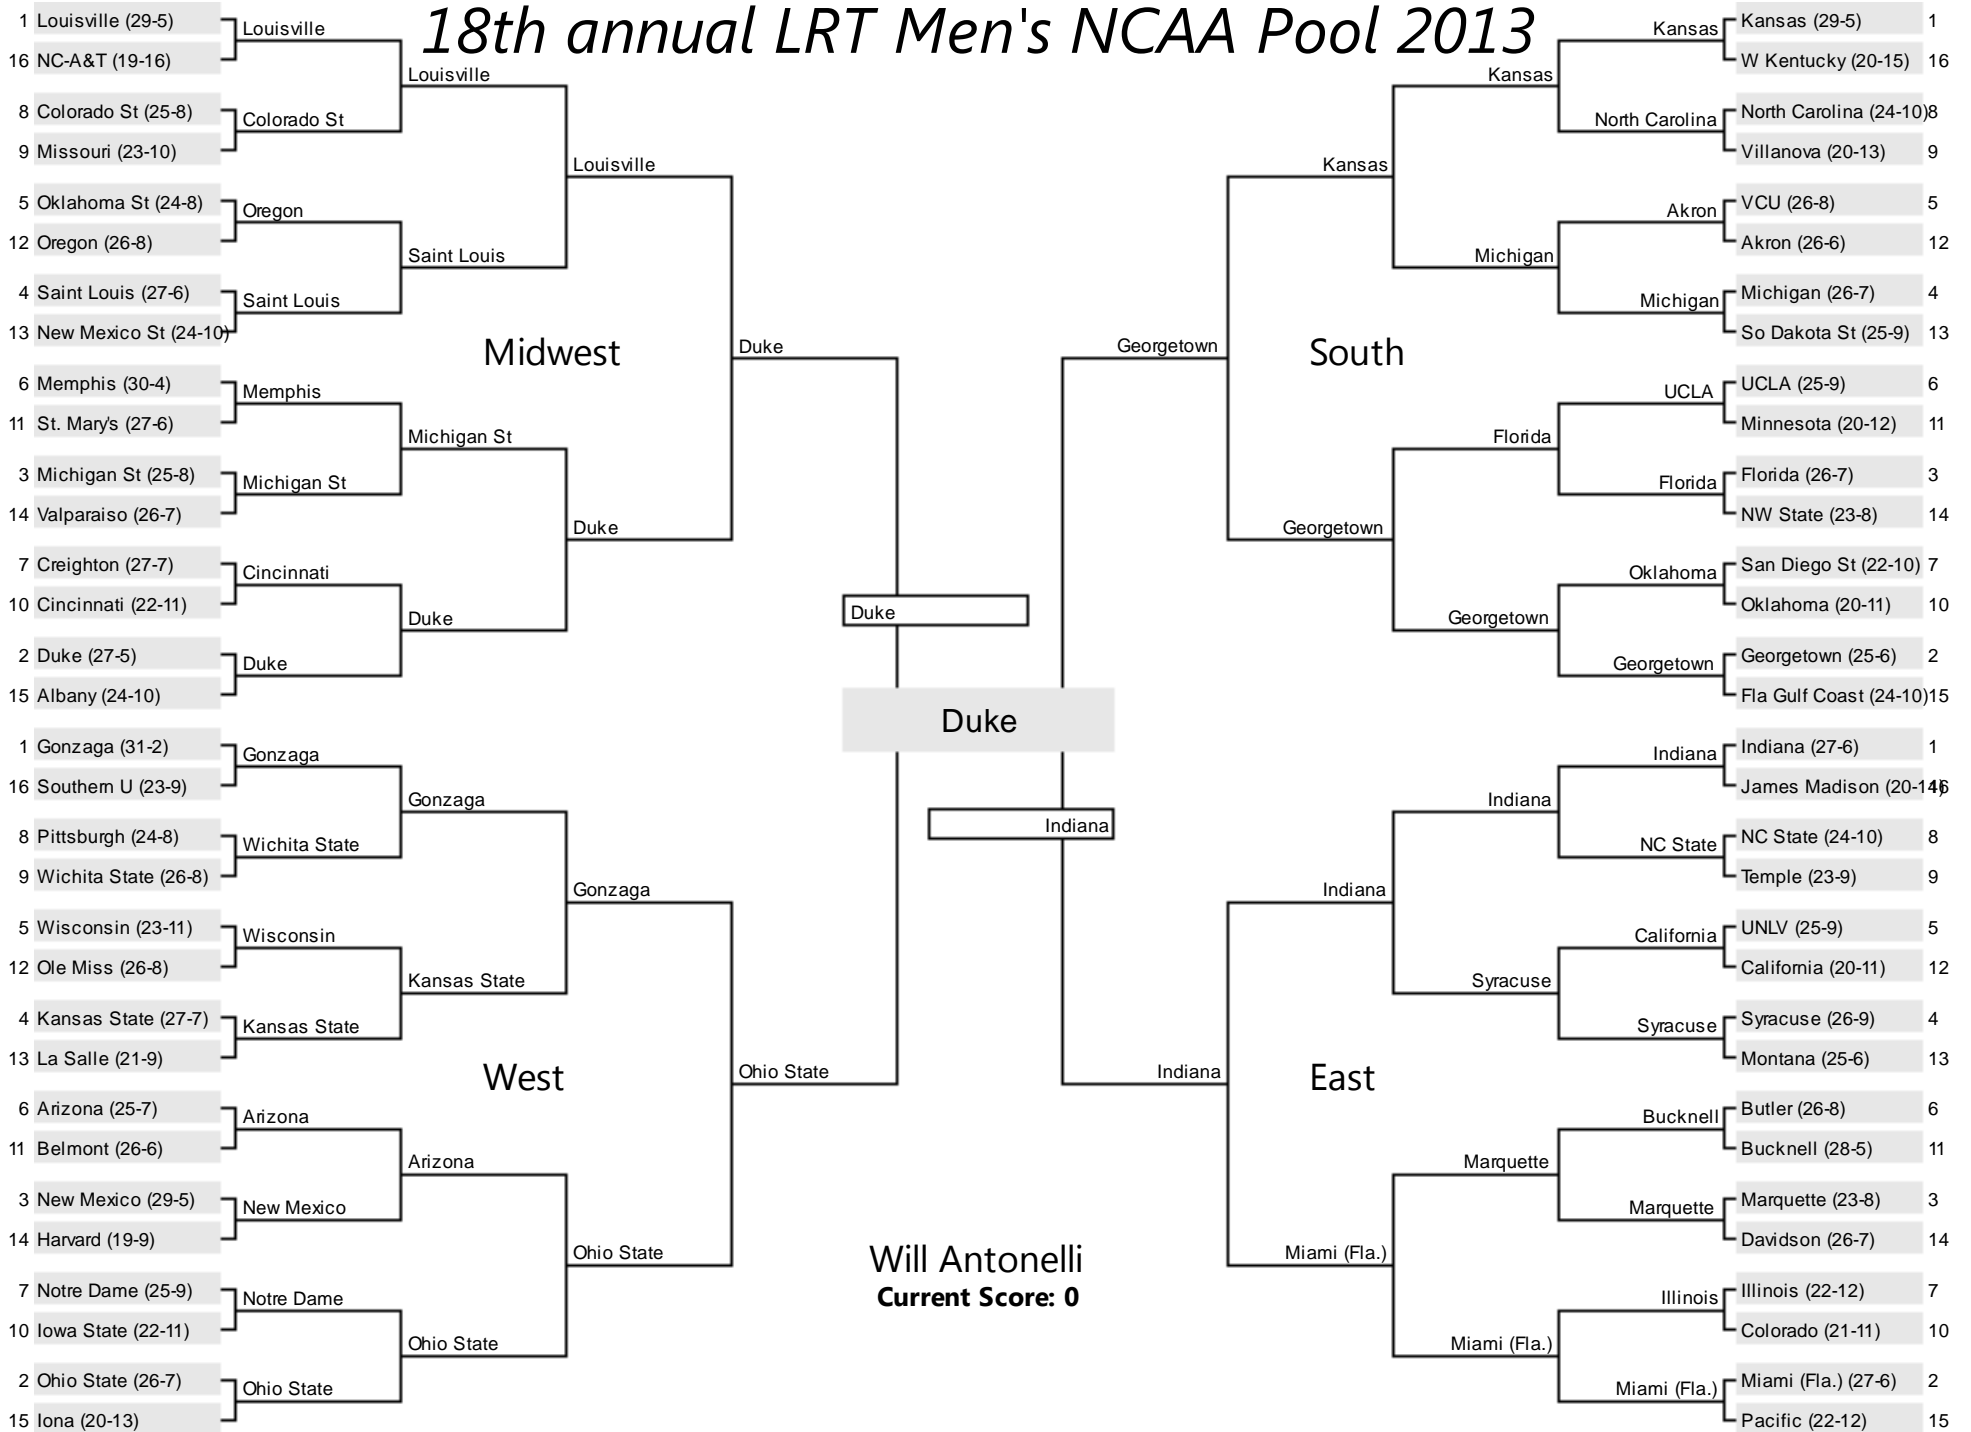 18th annual LRT Men's NCAA Pool 2013
1 Louisville (29-5)
16 NC-A&T (19-16)
8 Colorado St (25-8)
9 Missouri (23-10)
5 Oklahoma St (24-8)
12 Oregon (26-8)
4 Saint Louis (27-6)
13 New Mexico St (24-10)
6 Memphis (30-4)
11 St. Mary's (27-6)
3 Michigan St (25-8)
14 Valparaiso (26-7)
7 Creighton (27-7)
10 Cincinnati (22-11)
2 Duke (27-5)
15 Albany (24-10)
Louisville
Colorado St
Oregon
Saint Louis
Memphis
Michigan St
Cincinnati
Duke
Louisville
Saint Louis
Michigan St
Duke
Louisville
Duke
Midwest
Duke
1 Gonzaga (31-2)
16 Southern U (23-9)
8 Pittsburgh (24-8)
9 Wichita State (26-8)
5 Wisconsin (23-11)
12 Ole Miss (26-8)
4 Kansas State (27-7)
13 La Salle (21-9)
6 Arizona (25-7)
11 Belmont (26-6)
3 New Mexico (29-5)
14 Harvard (19-9)
7 Notre Dame (25-9)
10 Iowa State (22-11)
2 Ohio State (26-7)
15 Iona (20-13)
Gonzaga
Wichita State
Wisconsin
Kansas State
Arizona
New Mexico
Notre Dame
Ohio State
Gonzaga
Kansas State
Arizona
Ohio State
Gonzaga
Ohio State
West
Ohio State
Duke
Duke
Indiana
Will Antonelli
Current Score: 0
Georgetown
South
Kansas
Georgetown
Kansas
Michigan
Florida
Georgetown
Kansas
North Carolina
Akron
Michigan
UCLA
Florida
Oklahoma
Georgetown
Kansas (29-5) 1
W Kentucky (20-15) 16
North Carolina (24-10) 8
Villanova (20-13) 9
VCU (26-8) 5
Akron (26-6) 12
Michigan (26-7) 4
So Dakota St (25-9) 13
UCLA (25-9) 6
Minnesota (20-12) 11
Florida (26-7) 3
NW State (23-8) 14
San Diego St (22-10) 7
Oklahoma (20-11) 10
Georgetown (25-6) 2
Fla Gulf Coast (24-10) 15
Indiana
East
Indiana
Miami (Fla.)
Indiana
Syracuse
Marquette
Miami (Fla.)
Indiana
NC State
California
Syracuse
Bucknell
Marquette
Illinois
Miami (Fla.)
Indiana (27-6) 1
James Madison (20-14) 16
NC State (24-10) 8
Temple (23-9) 9
UNLV (25-9) 5
California (20-11) 12
Syracuse (26-9) 4
Montana (25-6) 13
Butler (26-8) 6
Bucknell (28-5) 11
Marquette (23-8) 3
Davidson (26-7) 14
Illinois (22-12) 7
Colorado (21-11) 10
Miami (Fla.) (27-6) 2
Pacific (22-12) 15